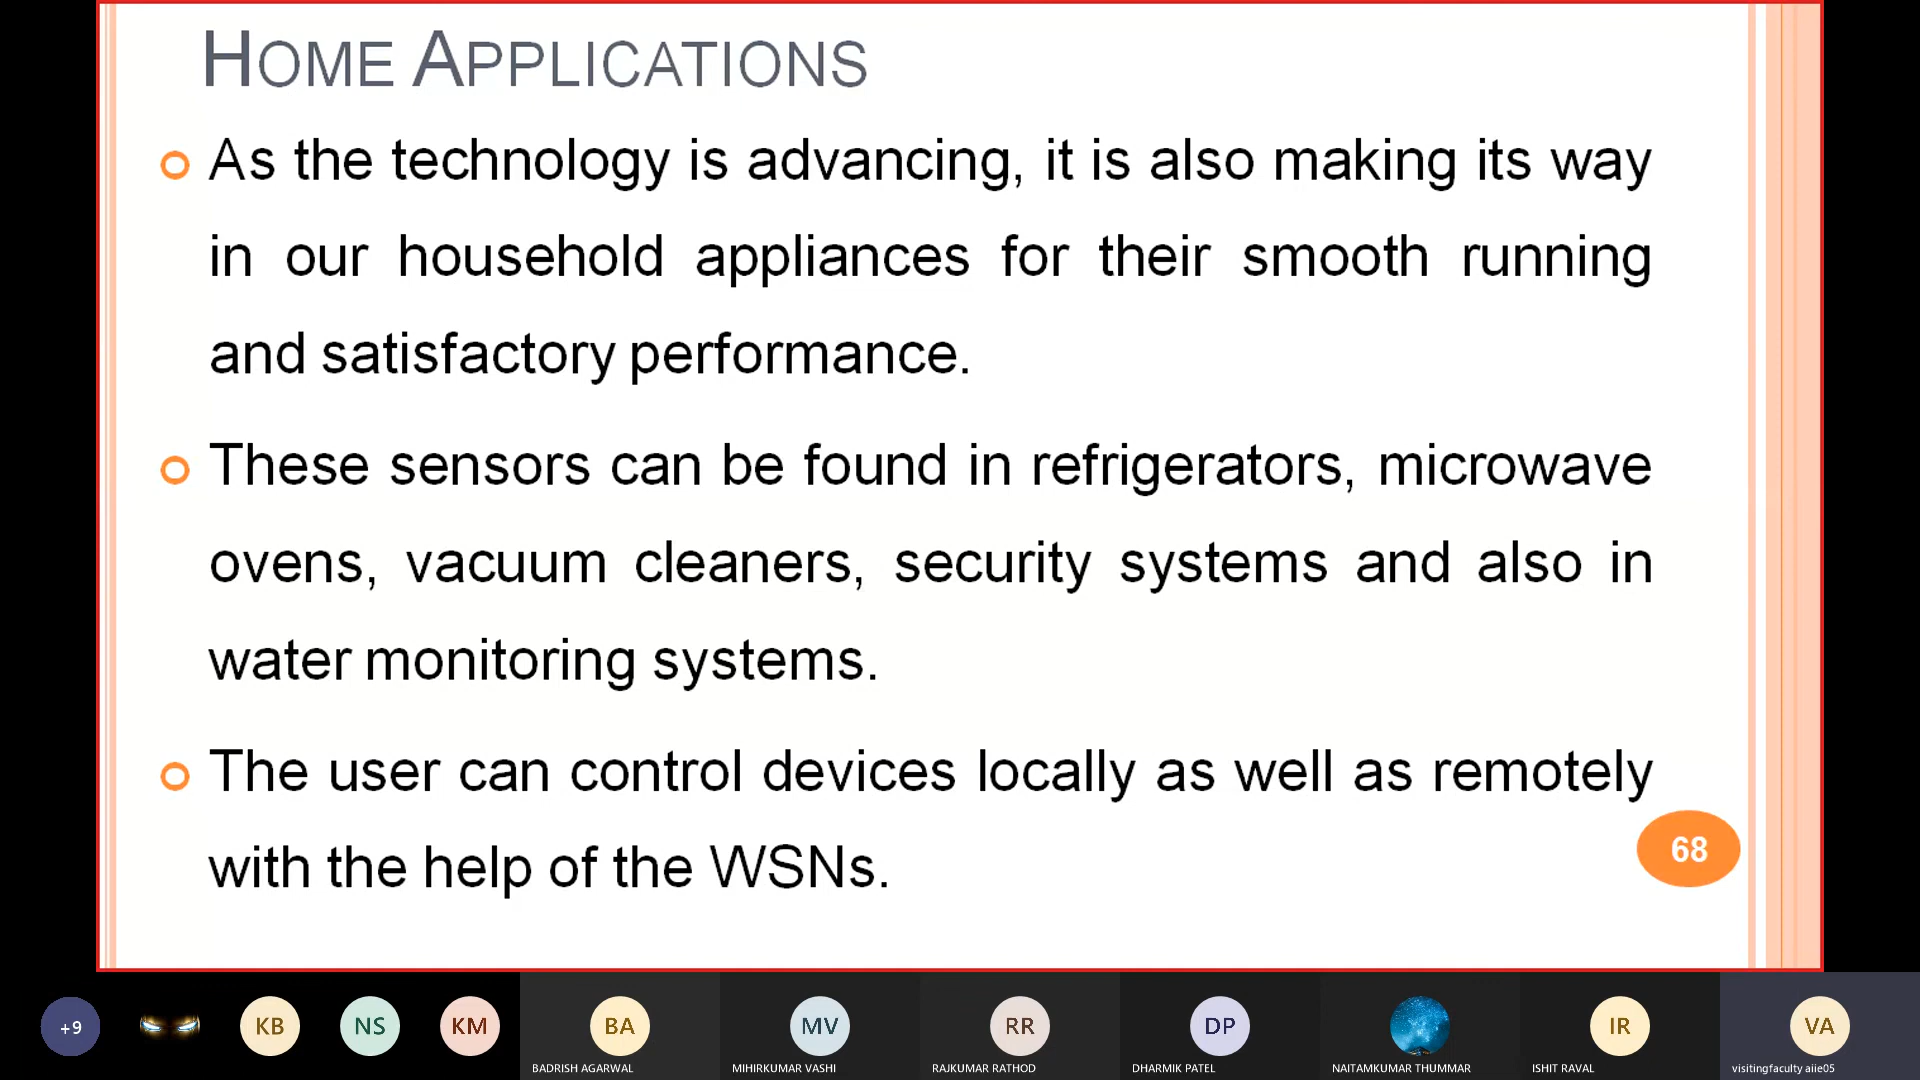 HOME APPLICATIONS
As the technology is advancing, it is also making its way
in our household appliances for their smooth running
and satisfactory performance.
These sensors can be found in refrigerators, microwave
ovens, vacuum cleaners, security systems and also in
water monitoring systems.
The user can control devices locally as well as remotely
with the help of the WSNs.
68
+9
KB
NS
KM
BA
MV
RR
DP
IR
VA
BADRISH AGARWAL
MIHIRKUMAR VASHI
RAJKUMAR RATHOD
DHARMIK PATEL
NAITAMKUMAR THUMMAR
ISHIT RAVAL
visitingfaculty aiie05